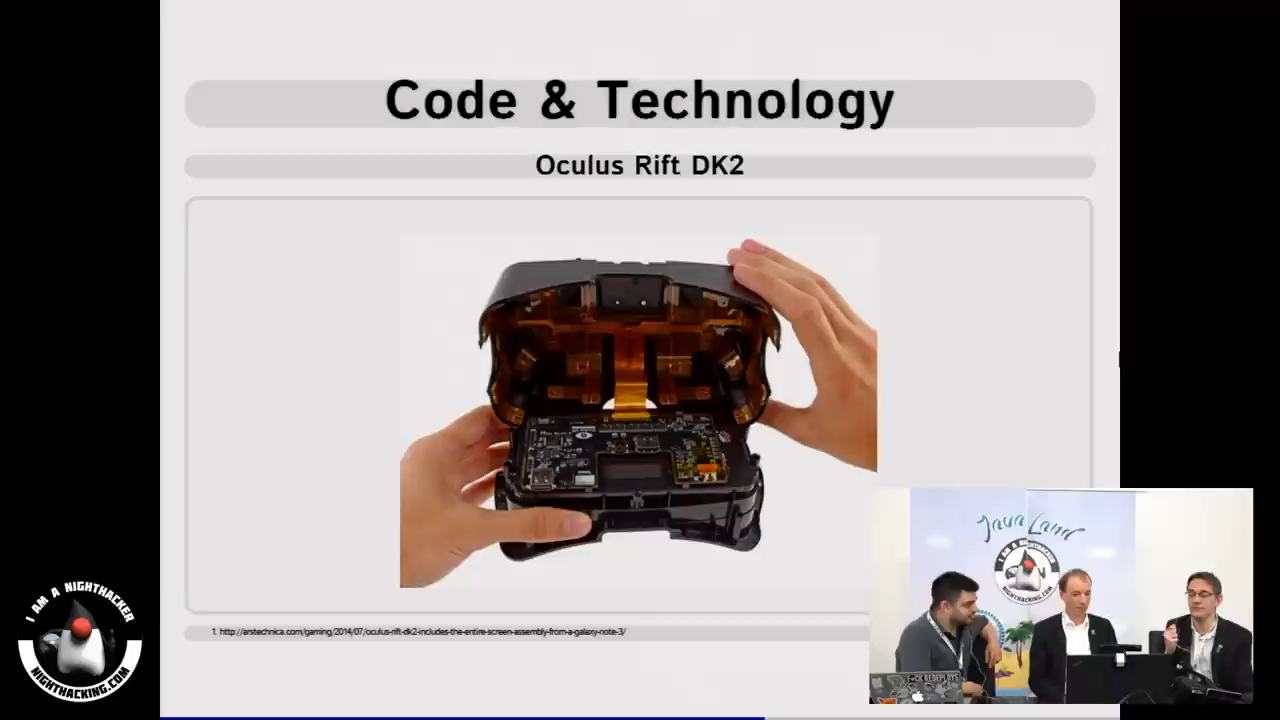 Code & Technology
Oculus Rift DK2
1. http://arstechnica.com/gaming/2014/07/oculus-rift-dk2-includes-the-entire-screen-assembly-from-a-galaxy-note-3/
Java Land
I AM A NIGHTHACKER
NIGHTHACKING.COM
I AM A NIGHTHACKER
NIGHTHACKING.COM
REDEPLOYS